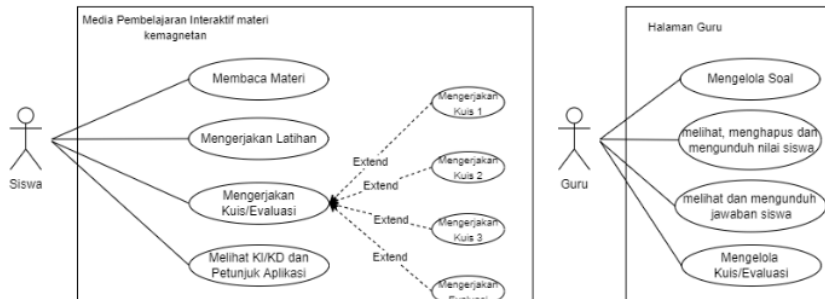 Media Pembelajaran Interaktif materi
kemagnetan
Membaca Materi
Mengerjakan Latihan
Mengerjakan
Kuis/Evaluasi
Melihat KI/KD dan
Petunjuk Aplikasi
Siswa
Extend
Extend
Extend
Extend
Mengerjakan
Kuis 1
Mengerjakan
Kuis 2
Mengerjakan
Kuis 3
Mengerjakan
Halaman Guru
Guru
Mengelola Soal
melihat, menghapus dan
mengunduh nilai siswa
melihat dan mengunduh
jawaban siswa
Mengelola
Kuis/Evaluasi